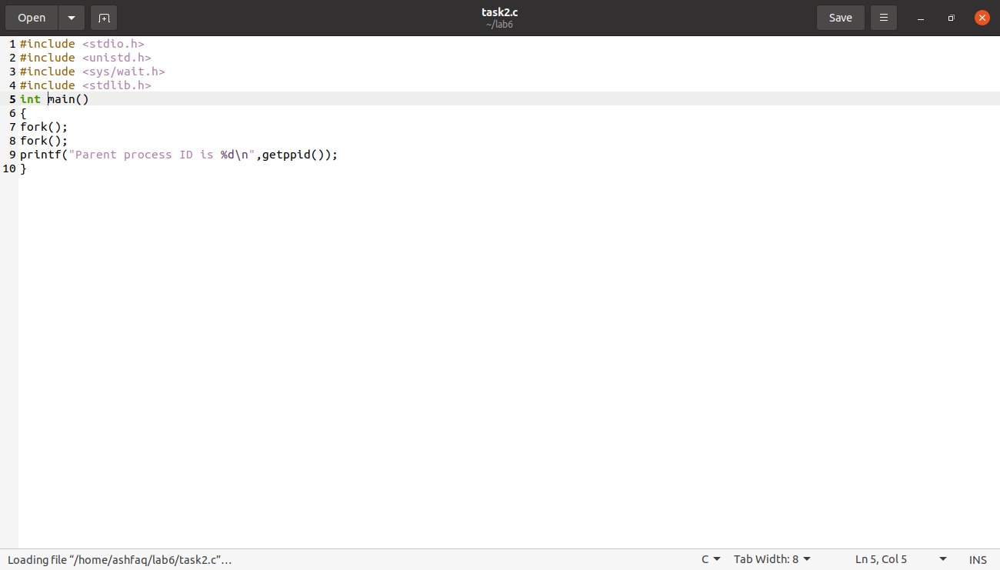 Open
task2.c
~/lab6
Save
1 #include <stdio.h>
2 #include <unistd.h>
3 #include <sys/wait.h>
4 #include <stdlib.h>
5 int main()
6 {
7 fork();
8 fork();
9 printf("Parent process ID is %d\n",getppid());
10 }
Loading file “/home/ashfaq/lab6/task2.c”… C Tab Width: 8 Ln 5, Col 5 INS